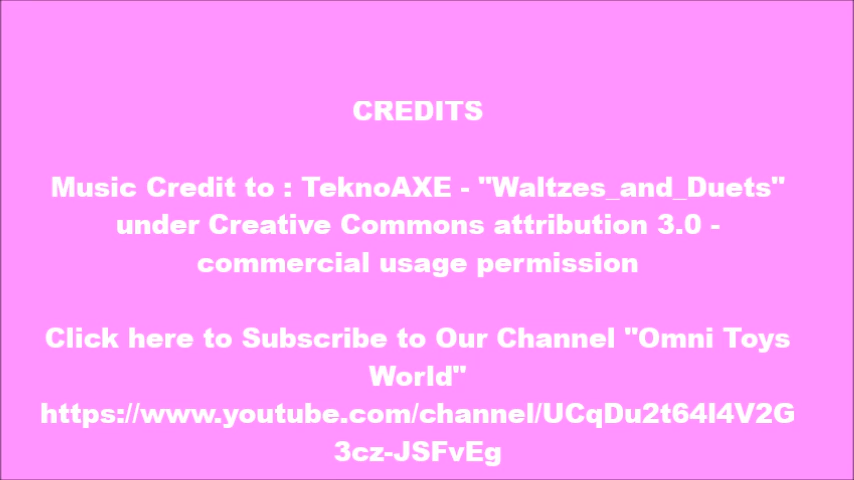 CREDITS
Music Credit to : TeknoAXE - "Waltzes_and_Duets"
under Creative Commons attribution 3.0 -
commercial usage permission
Click here to Subscribe to Our Channel "Omni Toys
World"
https://www.youtube.com/channel/UCqDu2t64I4V2G
3cz-JSFvEg